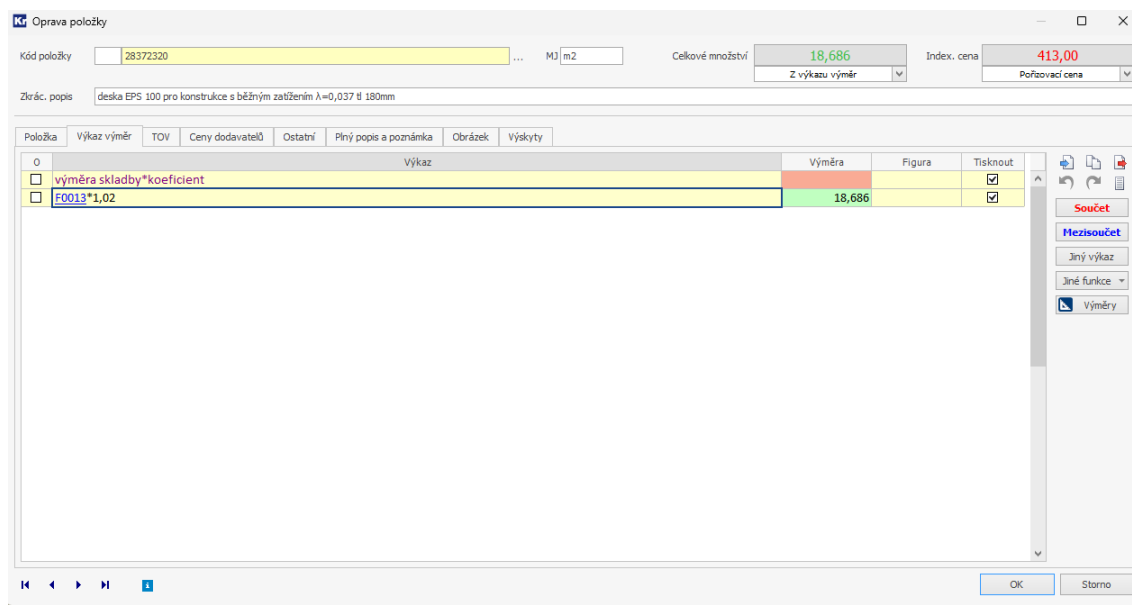 Kr Oprava položky
Kód položky 28372320 ... MJ m2 Celkové množství 18,686 Index. cena 413,00
Z výkazu výměr Pořizovací cena
Zkrác. popis deska EPS 100 pro konstrukce s běžným zatížením λ=0,037 tl 180mm
Položka Výkaz výměr TOV Ceny dodavatelů Ostatní Plný popis a poznámka Obrázek Výskyty
O Výkaz Výměra Figura Tisknout
výměra skladby*koeficient
F0013*1,02 18,686
Součet
Mezisoučet
Jiný výkaz
Jiné funkce
Výměry
OK Storno